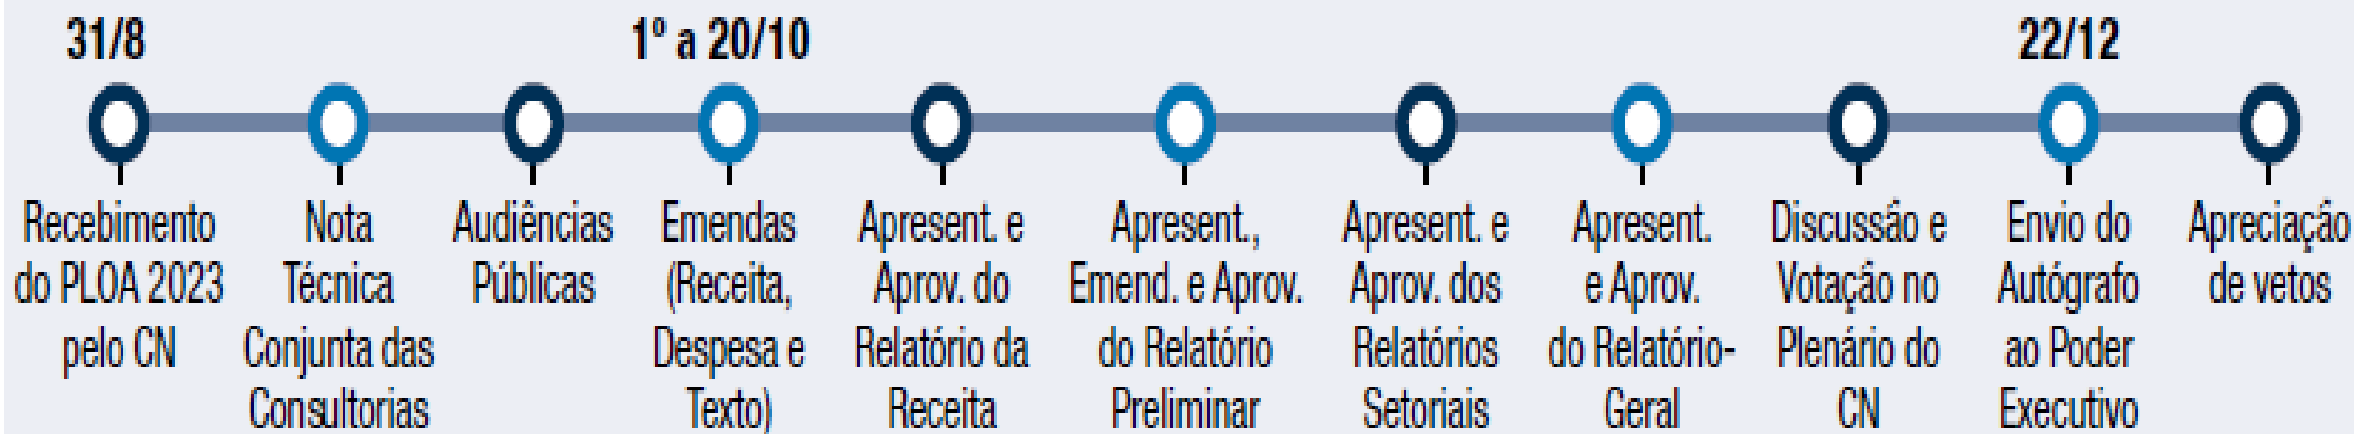 31/8
1º a 20/10
22/12
Recebimento
do PLOA 2023
pelo CN
Nota
Técnica
Conjunta das
Consultorias
Audiências
Públicas
Emendas
(Receita,
Despesa e
Texto)
Apresent. e
Aprov. do
Relatório da
Receita
Apresent.,
Emend. e Aprov.
do Relatório
Preliminar
Apresent. e
Aprov. dos
Relatórios
Setoriais
Apresent.
e Aprov.
do Relatório-
Geral
Discussão e
Votação no
Plenário do
CN
Envio do
Autógrafo
ao Poder
Executivo
Apreciação
de vetos